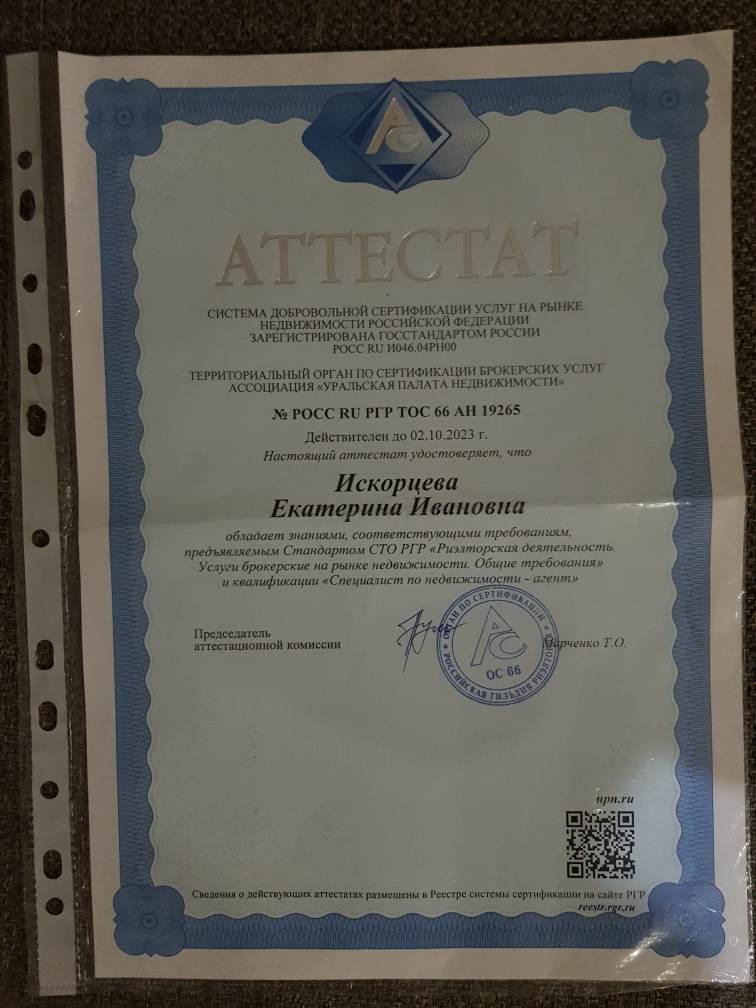 АТТЕСТАТ
СИСТЕМА ДОБРОВОЛЬНОЙ СЕРТИФИКАЦИИ УСЛУГ НА РЫНКЕ
НЕДВИЖИМОСТИ РОССИЙСКОЙ ФЕДЕРАЦИИ
ЗАРЕГИСТРИРОВАНА ГОССТАНДАРТОМ РОССИИ
РОСС RU И046.04РН00
ТЕРРИТОРИАЛЬНЫЙ ОРГАН ПО СЕРТИФИКАЦИИ БРОКЕРСКИХ УСЛУГ
АССОЦИАЦИЯ «УРАЛЬСКАЯ ПАЛАТА НЕДВИЖИМОСТИ»
№ РОСС RU РГР ТОС 66 АН 19265
Действителен до 02.10.2023 г.
Настоящий аттестат удостоверяет, что
Искорцева
Екатерина Ивановна
обладает знаниями, соответствующими требованиям,
предъявляемым Стандартом СТО РГР «Риэлторская деятельность.
Услуги брокерские на рынке недвижимости. Общие требования»
и квалификации «Специалист по недвижимости - агент»
Председатель
аттестационной комиссии
Марченко Т.О.
ОРГАН ПО СЕРТИФИКАЦИИ
РОССИЙСКАЯ ГИЛЬДИЯ РИЭЛТОРОВ
ОС 66
upn.ru
Сведения о действующих аттестатах размещены в Реестре системы сертификации на сайте РГР
reestr.rgr.ru